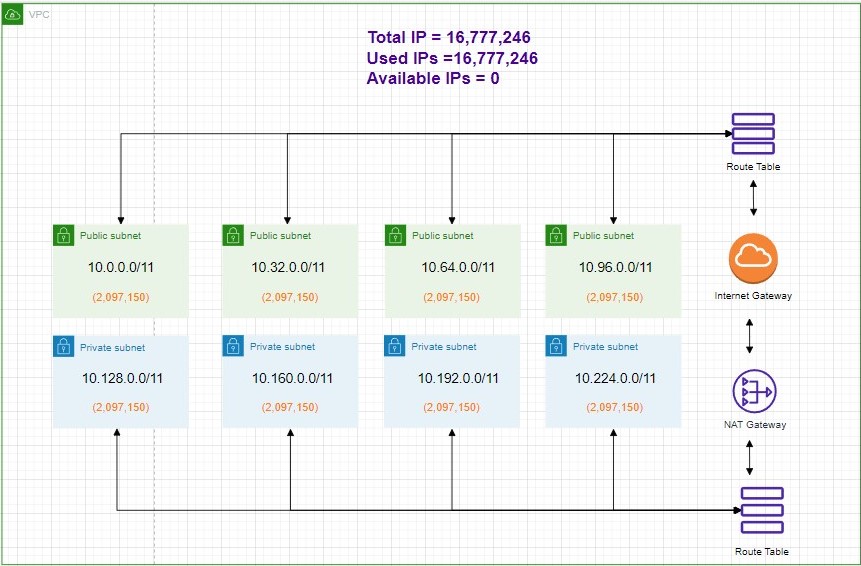 VPC
Total IP = 16,777,246
Used IPs =16,777,246
Available IPs = 0
Route Table
Public subnet
10.0.0.0/11
(2,097,150)
Public subnet
10.32.0.0/11
(2,097,150)
Public subnet
10.64.0.0/11
(2,097,150)
Public subnet
10.96.0.0/11
(2,097,150)
Internet Gateway
Private subnet
10.128.0.0/11
(2,097,150)
Private subnet
10.160.0.0/11
(2,097,150)
Private subnet
10.192.0.0/11
(2,097,150)
Private subnet
10.224.0.0/11
(2,097,150)
NAT Gateway
Route Table